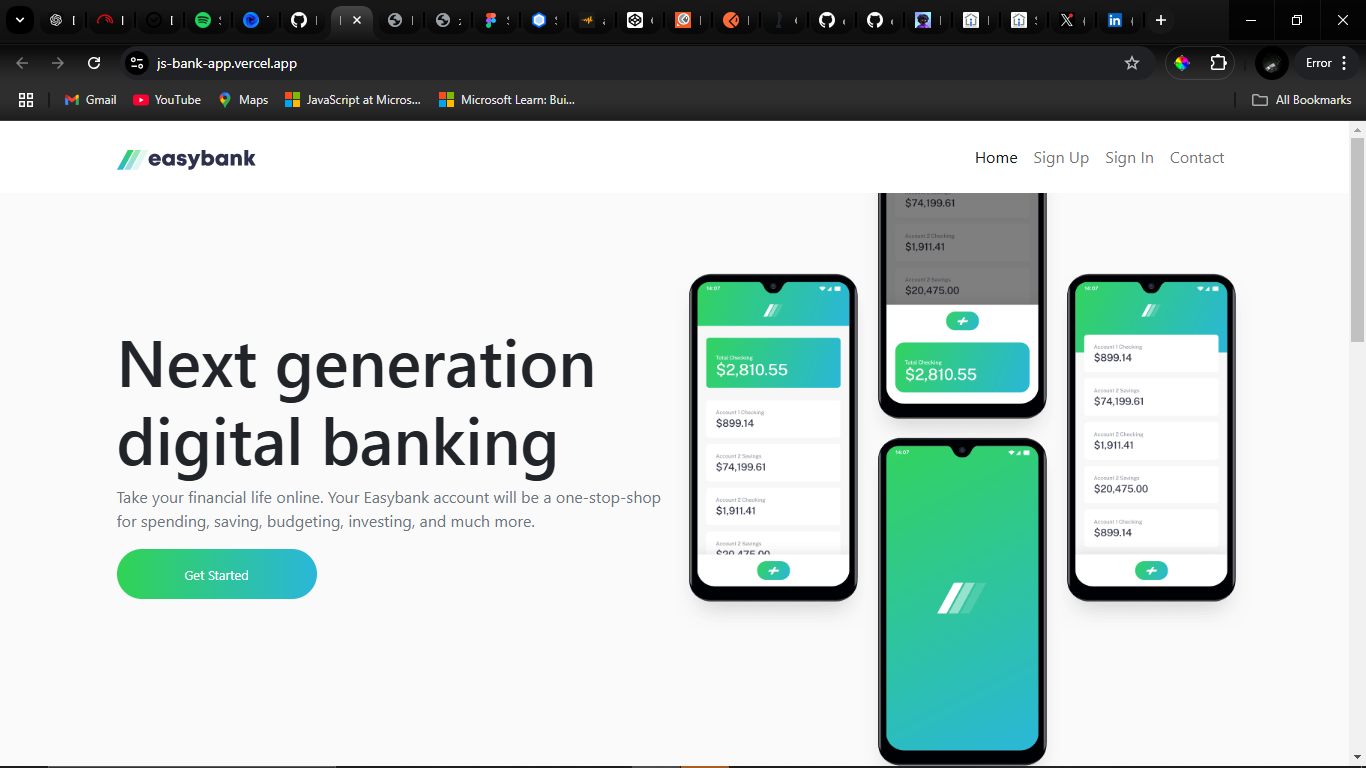 js-bank-app.vercel.app
Error
Gmail
YouTube
Maps
JavaScript at Micros...
Microsoft Learn: Bui...
All Bookmarks
easybank
Home
Sign Up
Sign In
Contact
Next generation
digital banking
Take your financial life online. Your Easybank account will be a one-stop-shop
for spending, saving, budgeting, investing, and much more.
Get Started
14:07
Total Checking
$2,810.55
Account 1 Checking
$899.14
Account 2 Savings
$74,199.61
Account 2 Checking
$1,911.41
Account 2 Savings
$20,475.00
$74,199.61
Account 2 Checking
$1,911.41
Account 2 Savings
$20,475.00
Total Checking
$2,810.55
14:07
14:07
Account 1 Checking
$899.14
Account 2 Savings
$74,199.61
Account 2 Checking
$1,911.41
Account 2 Savings
$20,475.00
Account 1 Checking
$899.14